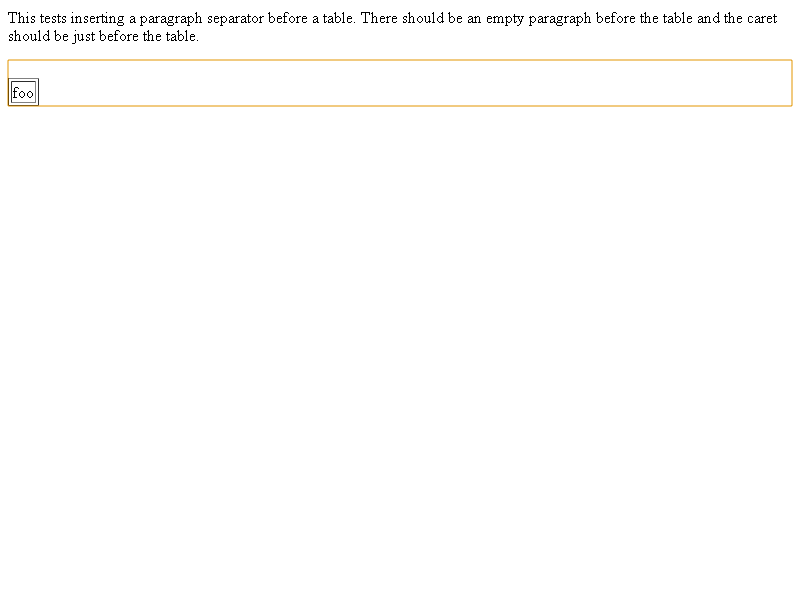 This tests inserting a paragraph separator before a table. There should be an empty paragraph before the table and the caret
should be just before the table.
foo